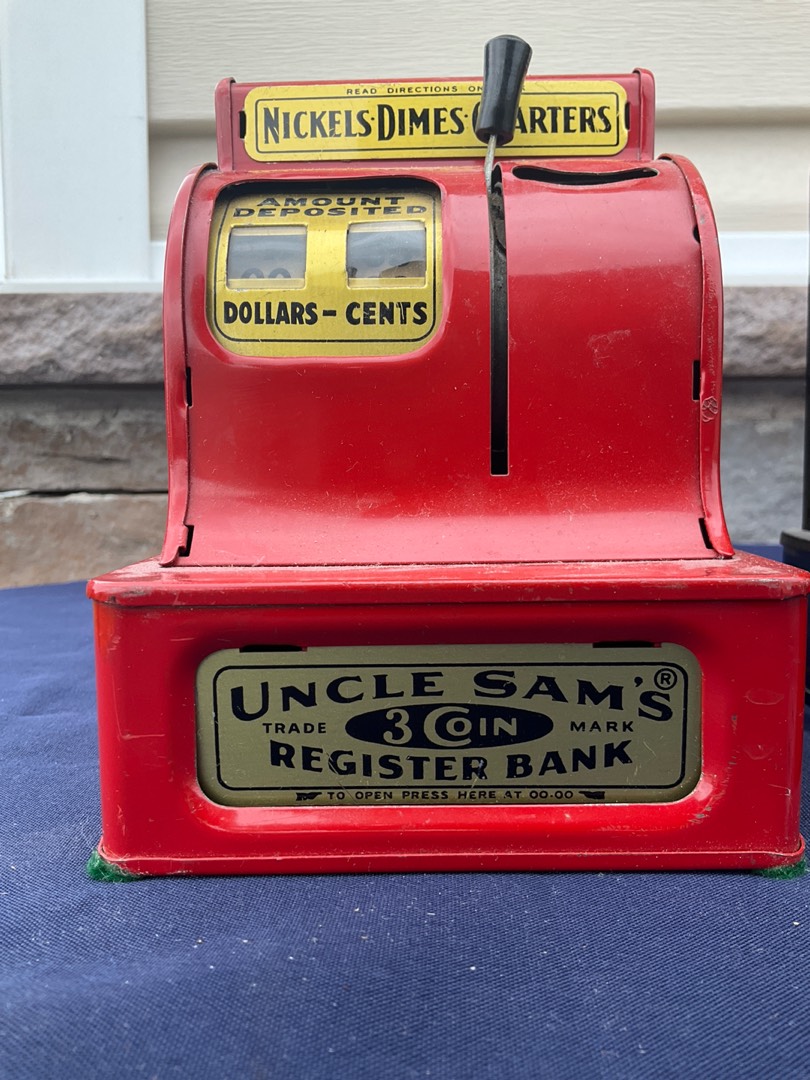 READ DIRECTIONS ON
NICKELS·DIMES·QUARTERS
AMOUNT
DEPOSITED
DOLLARS - CENTS
UNCLE SAM'S ®
TRADE 3 COIN MARK
REGISTER BANK
TO OPEN PRESS HERE AT 00.00